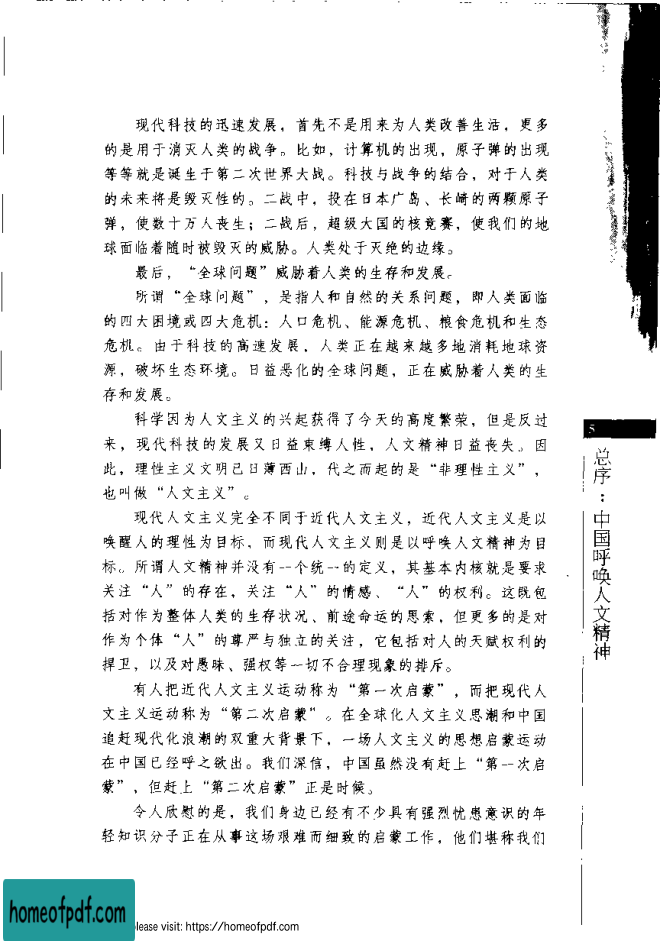 现代科技的迅速发展，首先不是用来为人类改善生活，更多
的是用于消灭人类的战争。比如，计算机的出现，原子弹的出现
等等就是诞生于第二次世界大战。科技与战争的结合，对于人类
的未来将是毁灭性的。二战中，投在日本广岛、长崎的两颗原子
弹，使数十万人丧生；二战后，超级大国的核竞赛，使我们的地
球面临着随时被毁灭的威胁。人类处于灭绝的边缘。
最后，“全球问题”威胁着人类的生存和发展。
所谓“全球问题”，是指人和自然的关系问题，即人类面临
的四大困境或四大危机：人口危机、能源危机、粮食危机和生态
危机。由于科技的高速发展，人类正在越来越多地消耗地球资
源，破坏生态环境。日益恶化的全球问题，正在威胁着人类的生
存和发展。
科学因为人文主义的兴起获得了今天的高度繁荣，但是反过
来，现代科技的发展又日益束缚人性，人文精神日益丧失。因
此，理性主义文明已日薄西山，代之而起的是“非理性主义”，
也叫做“人文主义”。
现代人文主义完全不同于近代人文主义，近代人文主义是以
唤醒人的理性为目标，而现代人文主义则是以呼唤人文精神为目
标。所谓人文精神并没有一个统一的定义，其基本内核就是要求
关注“人”的存在，关注“人”的情感、“人”的权利。这既包
括对作为整体人类的生存状况、前途命运的思索，但更多的是对
作为个体“人”的尊严与独立的关注，它包括对人的天赋权利的
捍卫，以及对愚昧、强权等一切不合理现象的排斥。
有人把近代人文主义运动称为“第一次启蒙”，而把现代人
文主义运动称为“第二次启蒙”。在全球化人文主义思潮和中国
追赶现代化浪潮的双重大背景下，一场人文主义的思想启蒙运动
在中国已经呼之欲出。我们深信，中国虽然没有赶上“第一次启
蒙”，但赶上“第二次启蒙”正是时候。
令人欣慰的是，我们身边已经有不少具有强烈忧患意识的年
轻知识分子正在从事这场艰难而细致的启蒙工作，他们堪称我们
5
总序：中国呼唤人文精神
homeofpdf.com
lease visit: https://homeofpdf.com